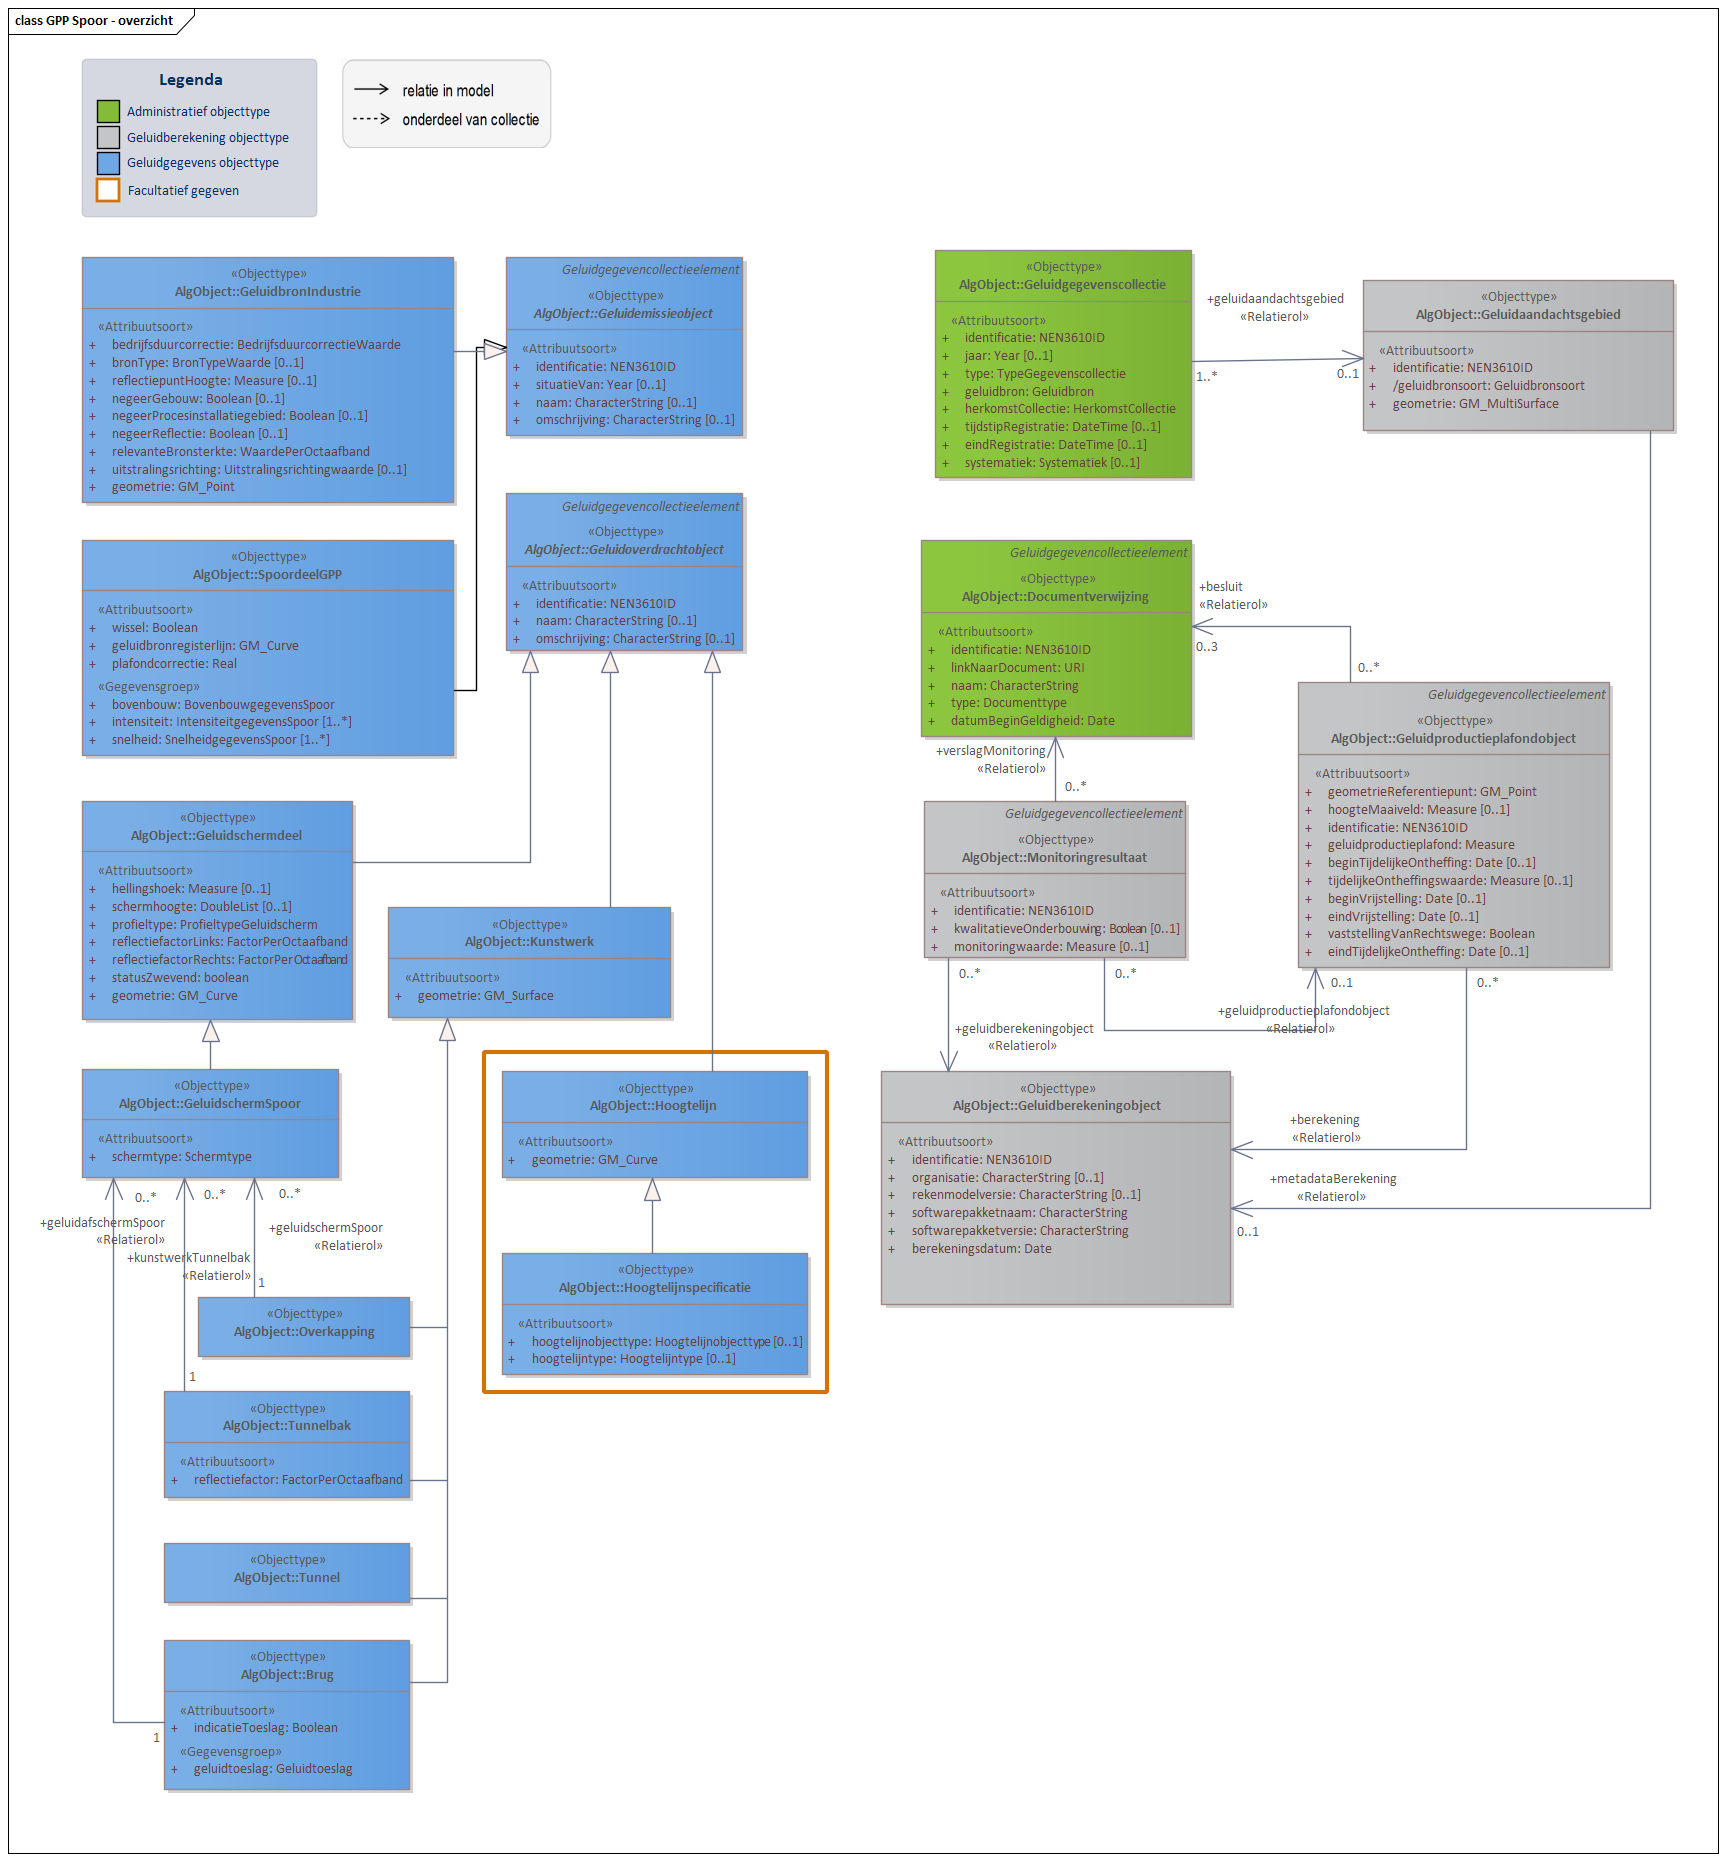 class GPP Spoor - overzicht
Legenda
Administratief objecttype
Geluidberekening objecttype
Geluidgegevens objecttype
Facultatief gegeven
relatie in model
onderdeel van collectie
«Objecttype»
AlgObject::GeluidbronIndustrie
«Attribuutsoort»
+ bedrijfsduurcorrectie: BedrijfsduurcorrectieWaarde
+ bronType: BronTypeWaarde [0..1]
+ reflectiepuntHoogte: Measure [0..1]
+ negeerGebouw: Boolean [0..1]
+ negeerProcesinstallatiegebied: Boolean [0..1]
+ negeerReflectie: Boolean [0..1]
+ relevanteBronsterkte: WaardePerOctaafband
+ uitstralingsrichting: Uitstralingsrichtingwaarde [0..1]
+ geometrie: GM_Point
Geluidgegevencollectieelement
«Objecttype»
AlgObject::Geluidemissieobject
«Attribuutsoort»
+ identificatie: NEN3610ID
+ situatieVan: Year [0..1]
+ naam: CharacterString [0..1]
+ omschrijving: CharacterString [0..1]
«Objecttype»
AlgObject::Geluidgegevenscollectie
«Attribuutsoort»
+ identificatie: NEN3610ID
+ jaar: Year [0..1]
+ type: TypeGegevenscollectie
+ geluidbron: Geluidbron
+ herkomstCollectie: HerkomstCollectie
+ tijdstipRegistratie: DateTime [0..1]
+ eindRegistratie: DateTime [0..1]
+ systematiek: Systematiek [0..1]
+geluidaandachtsgebied
«Relatierol»
1..*
0..1
«Objecttype»
AlgObject::Geluidaandachtsgebied
«Attribuutsoort»
+ identificatie: NEN3610ID
+ /geluidbronsoort: Geluidbronsoort
+ geometrie: GM_MultiSurface
«Objecttype»
AlgObject::SpoordeelGPP
«Attribuutsoort»
+ wissel: Boolean
+ geluidbronregisterlijn: GM_Curve
+ plafondcorrectie: Real
«Gegevensgroep»
+ bovenbouw: BovenbouwgegevensSpoor
+ intensiteit: IntensiteitgegevensSpoor [1..*]
+ snelheid: SnelheidgegevensSpoor [1..*]
Geluidgegevencollectieelement
«Objecttype»
AlgObject::Geluidoverdrachtobject
«Attribuutsoort»
+ identificatie: NEN3610ID
+ naam: CharacterString [0..1]
+ omschrijving: CharacterString [0..1]
Geluidgegevencollectieelement
«Objecttype»
AlgObject::Documentverwijzing
«Attribuutsoort»
+ identificatie: NEN3610ID
+ linkNaarDocument: URI
+ naam: CharacterString
+ type: Documenttype
+ datumBeginGeldigheid: Date
+besluit
«Relatierol»
0..3
0..*
Geluidgegevencollectieelement
«Objecttype»
AlgObject::Geluidproductieplafondobject
«Attribuutsoort»
+ geometrieReferentiepunt: GM_Point
+ hoogteMaaiveld: Measure [0..1]
+ identificatie: NEN3610ID
+ geluidproductieplafond: Measure
+ beginTijdelijkeOntheffing: Date [0..1]
+ tijdelijkeOntheffingswaarde: Measure [0..1]
+ beginVrijstelling: Date [0..1]
+ eindVrijstelling: Date [0..1]
+ vaststellingVanRechtswege: Boolean
+ eindTijdelijkeOntheffing: Date [0..1]
+verslagMonitoring
«Relatierol»
0..*
Geluidgegevencollectieelement
«Objecttype»
AlgObject::Monitoringresultaat
«Attribuutsoort»
+ identificatie: NEN3610ID
+ kwalitatieveOnderbouwing: Boolean [0..1]
+ monitoringwaarde: Measure [0..1]
0..*
0..*
0..1
0..*
+geluidproductieplafondobject
«Relatierol»
+geluidberekeningobject
«Relatierol»
«Objecttype»
AlgObject::Geluidschermdeel
«Attribuutsoort»
+ hellingshoek: Measure [0..1]
+ schermhoogte: DoubleList [0..1]
+ profieltype: ProfieltypeGeluidscherm
+ reflectiefactorLinks: FactorPerOctaafband
+ reflectiefactorRechts: FactorPerOctaafband
+ statusZwevend: boolean
+ geometrie: GM_Curve
«Objecttype»
AlgObject::Kunstwerk
«Attribuutsoort»
+ geometrie: GM_Surface
«Objecttype»
AlgObject::GeluidschermSpoor
«Attribuutsoort»
+ schermtype: Schermtype
«Objecttype»
AlgObject::Hoogtelijn
«Attribuutsoort»
+ geometrie: GM_Curve
«Objecttype»
AlgObject::Geluidberekeningobject
«Attribuutsoort»
+ identificatie: NEN3610ID
+ organisatie: CharacterString [0..1]
+ rekenmodelversie: CharacterString [0..1]
+ softwarepakketnaam: CharacterString
+ softwarepakketversie: CharacterString
+ berekeningsdatum: Date
+berekening
«Relatierol»
+metadataBerekening
«Relatierol»
0..1
0..*
0..*
0..*
+geluidafschermSpoor
«Relatierol»
+kunstwerkTunnelbak
«Relatierol»
+geluidschermSpoor
«Relatierol»
1
«Objecttype»
AlgObject::Overkapping
«Objecttype»
AlgObject::Hoogtelijnspecificatie
«Attribuutsoort»
+ hoogtelijnobjecttype: Hoogtelijnobjecttype [0..1]
+ hoogtelijntype: Hoogtelijntype [0..1]
1
«Objecttype»
AlgObject::Tunnelbak
«Attribuutsoort»
+ reflectiefactor: FactorPerOctaafband
«Objecttype»
AlgObject::Tunnel
«Objecttype»
AlgObject::Brug
«Attribuutsoort»
+ indicatieToeslag: Boolean
«Gegevensgroep»
+ geluidtoeslag: Geluidtoeslag
1